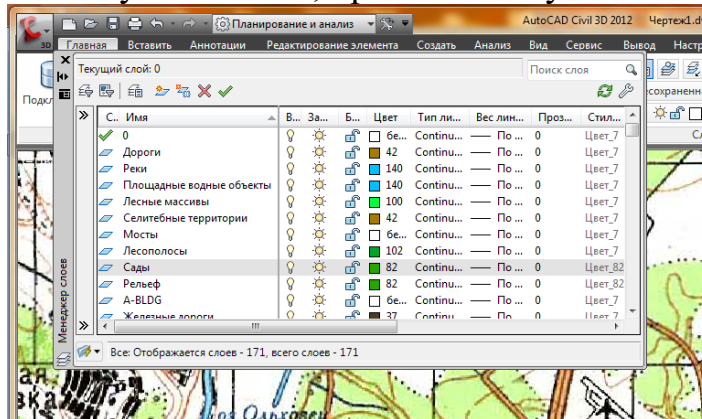 Планирование и анализ AutoCAD Civil 3D 2012 Чертеж1.d
3D Главная Вставить Аннотации Редактирование элемента Создать Анализ Вид Сервис Вывод Настр
Текущий слой: 0 Поиск слоя
Подкл
С.. Имя В... За... Б... Цвет Тип ли... Вес лин... Проз... Стил...
0 бе... Continu... По ... 0 Цвет_7
Дороги 42 Continu... По ... 0 Цвет_7
Реки 140 Continu... По ... 0 Цвет_7
Площадные водные объекты 140 Continu... По ... 0 Цвет_7
Лесные массивы 100 Continu... По ... 0 Цвет_7
Селитебные территории 42 Continu... По ... 0 Цвет_7
Мосты бе... Continu... По ... 0 Цвет_7
Лесополосы 102 Continu... По ... 0 Цвет_7
Сады 82 Continu... По ... 0 Цвет_82
Рельеф 82 Continu... По ... 0 Цвет_82
A-BLDG бе... Continu... По ... 0 Цвет_7
Железные дороги 37 Continu... По ... 0 Цвет_7
Менеджер слоев
Все: Отображается слоев - 171, всего слоев - 171